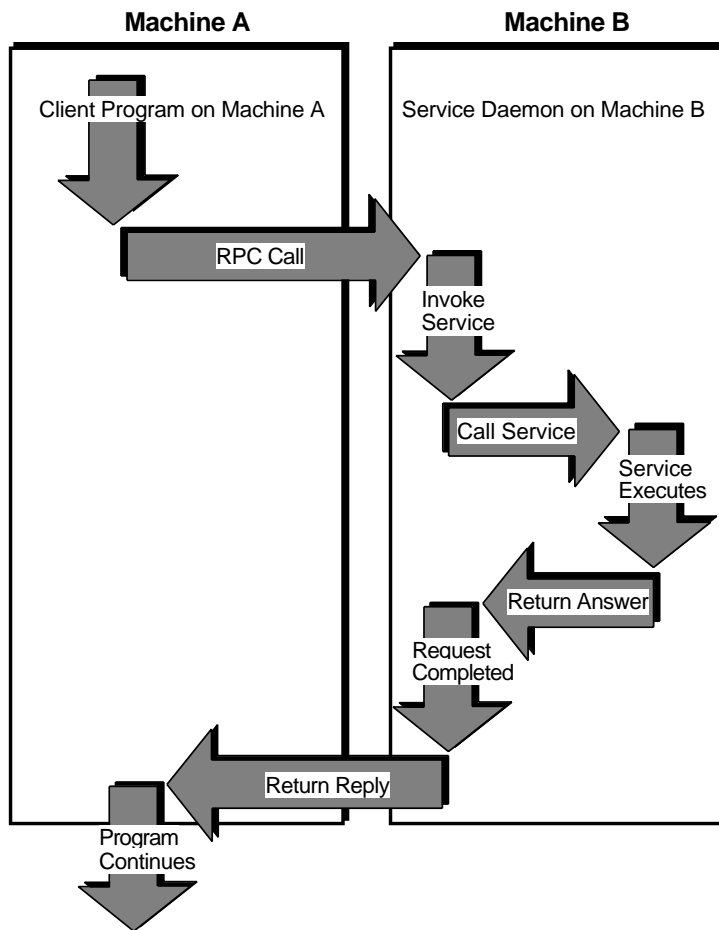 Machine A
Machine B
Client Program on Machine A
Service Daemon on Machine B
RPC Call
Invoke
Service
Call Service
Service
Executes
Return Answer
Request
Completed
Return Reply
Program
Continues